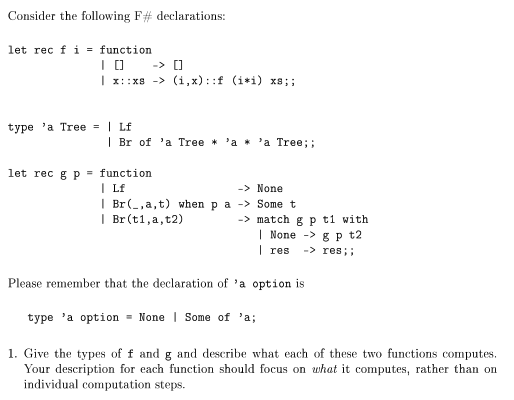 Consider the following F# declarations:
let rec f i = function
| [] -> []
| x::xs -> (i,x)::f (i*i) xs;;
type 'a Tree = | Lf
| Br of 'a Tree * 'a * 'a Tree;;
let rec g p = function
| Lf -> None
| Br(_,a,t) when p a -> Some t
| Br(t1,a,t2) -> match g p t1 with
| None -> g p t2
| res -> res;;
Please remember that the declaration of 'a option is
type 'a option = None | Some of 'a;
1. Give the types of f and g and describe what each of these two functions computes.
Your description for each function should focus on what it computes, rather than on
individual computation steps.